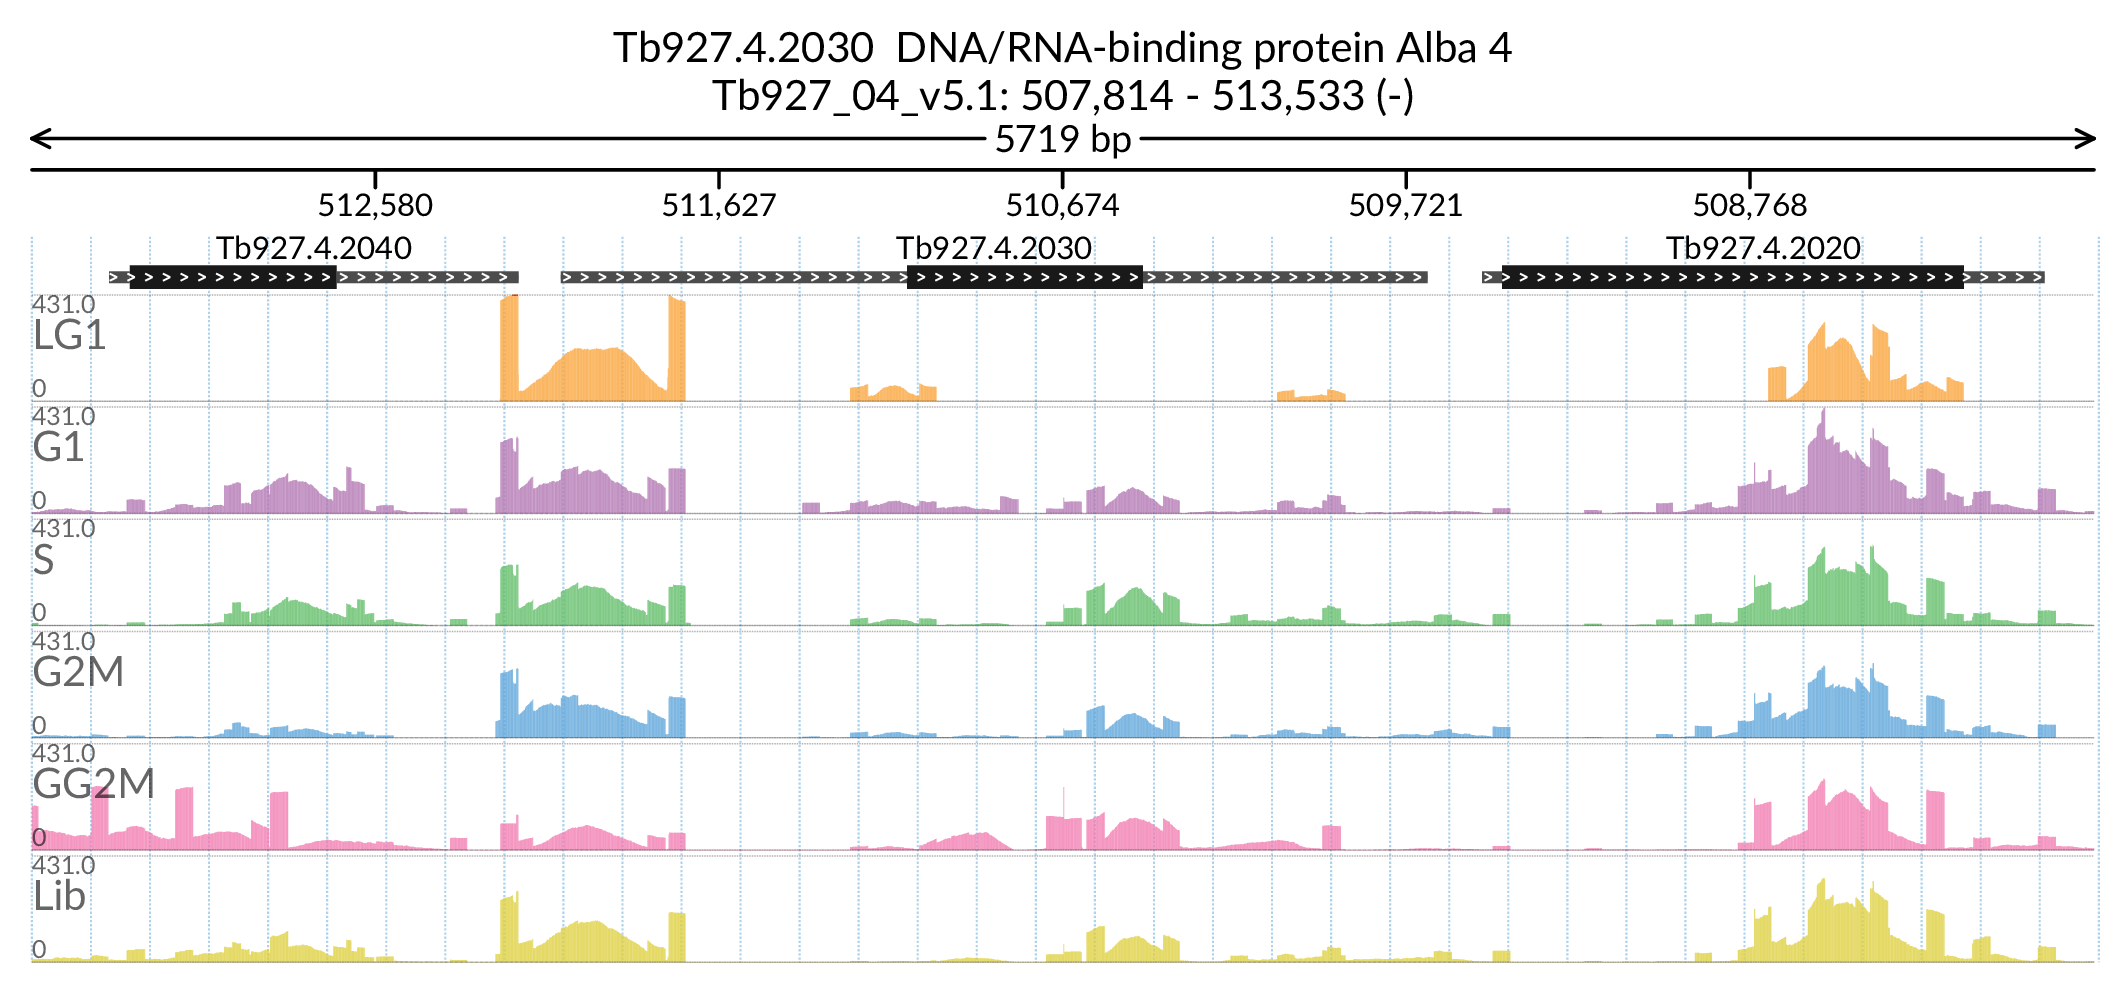 Tb927.4.2030  DNA/RNA-binding protein Alba 4
Tb927_04_v5.1: 507,814 - 513,533 (-)
5719 bp
512,580 511,627 510,674 509,721 508,768
Tb927.4.2040 Tb927.4.2030 Tb927.4.2020
431.0
LG1
0
431.0
G1
0
431.0
S
0
431.0
G2M
0
431.0
GG2M
0
431.0
Lib
0